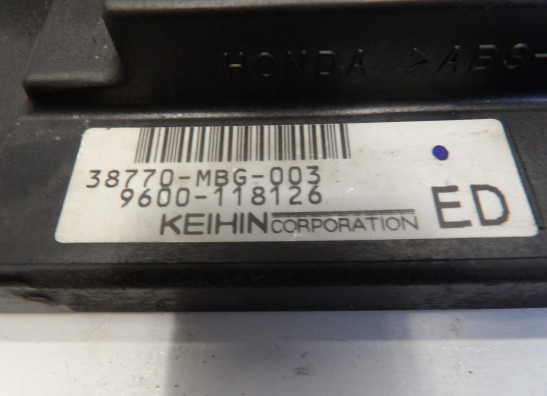 HONDA >ABS-
38770-MBG-003
9600-118126
KEIHIN CORPORATION
ED